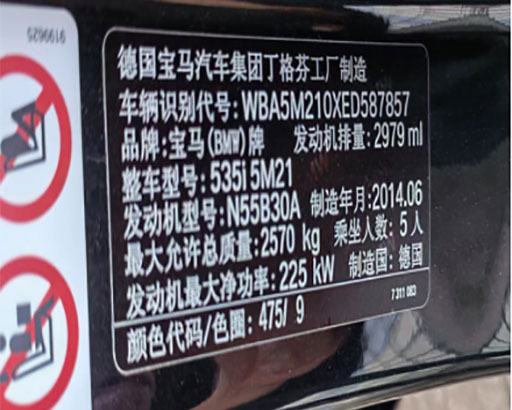 9199625
德国宝马汽车集团丁格芬工厂制造
车辆识别代号: WBA5M210XED587857
品牌: 宝马(BMW)牌 发动机排量: 2979 ml
整车型号: 535i 5M21
发动机型号: N55B30A 制造年月: 2014.06
最大允许总质量: 2570 kg 乘坐人数: 5 人
发动机最大净功率: 225 kW 制造国: 德国
7 311 083
颜色代码/色圈: 475/ 9